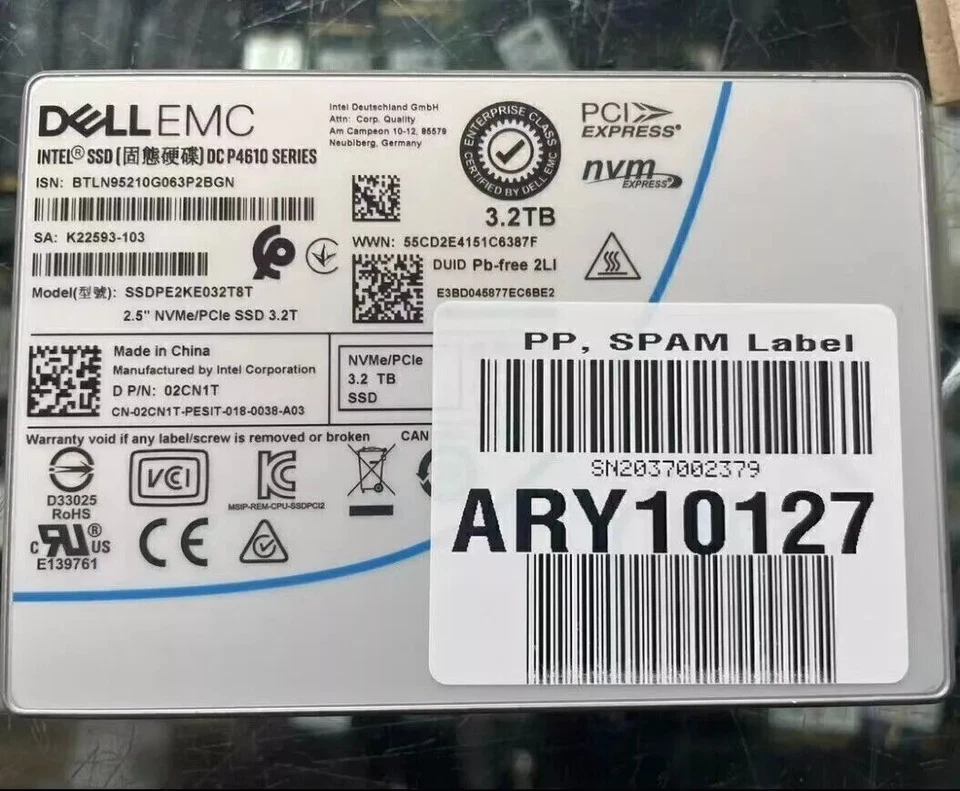 DELLEMC
INTEL® SSD (固態硬碟) DC P4610 SERIES
ISN: BTLN95210G063P2BGN
SA: K22593-103
Model(型號): SSDPE2KE032T8T
2.5" NVMe/PCIe SSD 3.2T
Intel Deutschland GmbH
Attn: Corp. Quality
Am Campeon 10-12, 85579
Neubiberg, Germany
ENTERPRISE CLASS
CERTIFIED BY DELL EMC
3.2TB
PCI
EXPRESS®
nvm
EXPRESS
WWN: 55CD2E4151C6387F
DUID Pb-free 2LI
E3BD045877EC6BE2
Made in China
Manufactured by Intel Corporation
D P/N: 02CN1T
CN-02CN1T-PESIT-018-0038-A03
NVMe/PCIe
3.2 TB
SSD
Warranty void if any label/screw is removed or broken
CAN
D33025
RoHS
VCI
MSIP-REM-CPU-SSDPCI2
c RU ® US
E139761
CE
PP, SPAM Label
SN2037002379
ARY10127